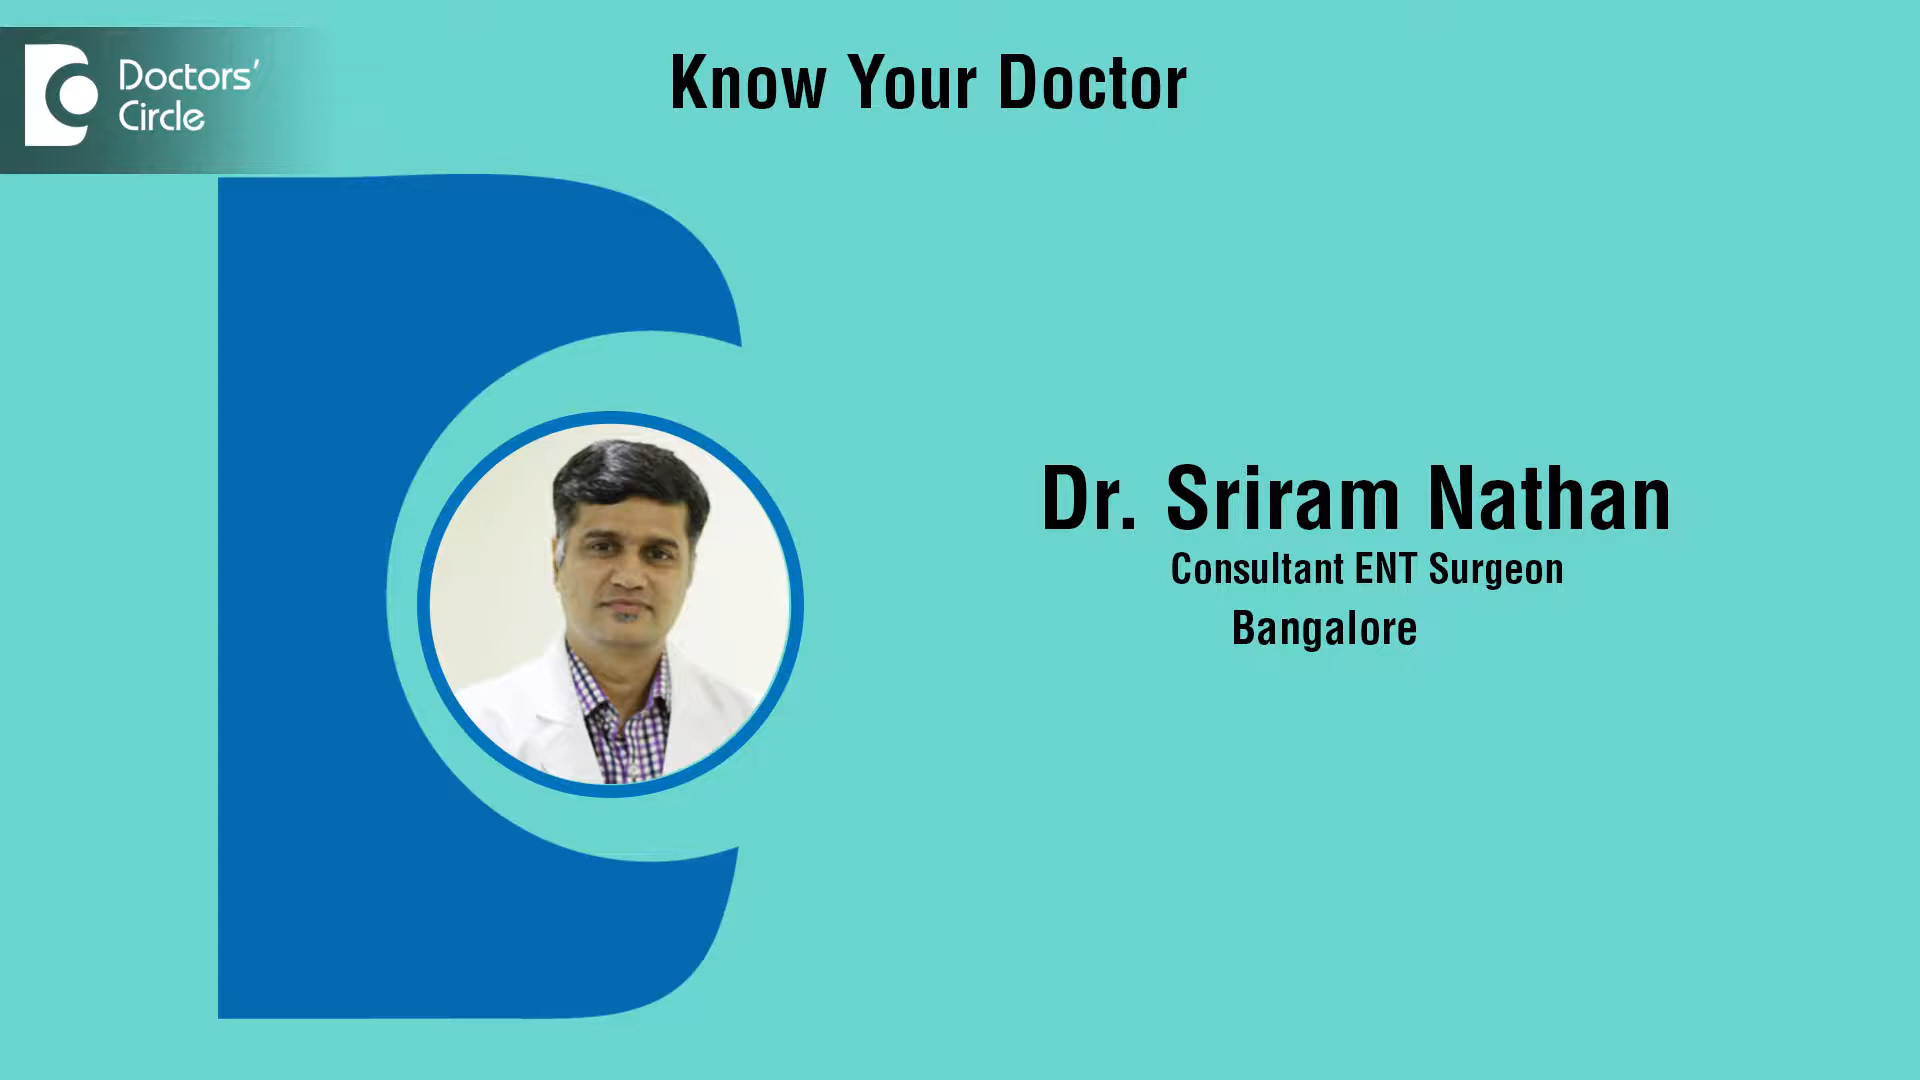 Doctors'
Circle
Know Your Doctor
Dr. Sriram Nathan
Consultant ENT Surgeon
Bangalore